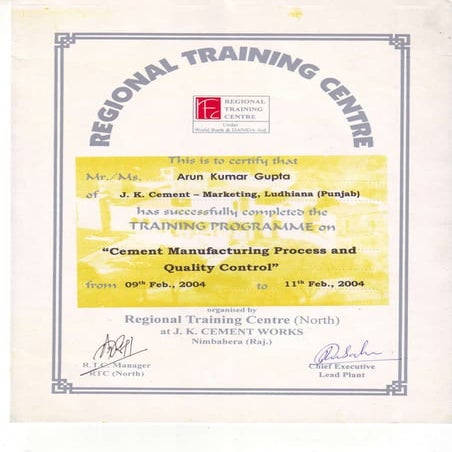 REGIONAL TRAINING CENTRE
rtc
REGIONAL
TRAINING
CENTRE
Under
World Bank & DANIDA Aid
This is to certify that
Mr./Ms. Arun Kumar Gupta
of J. K. Cement – Marketing, Ludhiana (Punjab)
has successfully completed the
TRAINING PROGRAMME on
“Cement Manufacturing Process and
Quality Control”
from 09th Feb., 2004 to 11th Feb., 2004
organised by
Regional Training Centre (North)
at J. K. CEMENT WORKS
Nimbahera (Raj.)
R.T.C. Manager
RTC (North)
Chief Executive
Lead Plant